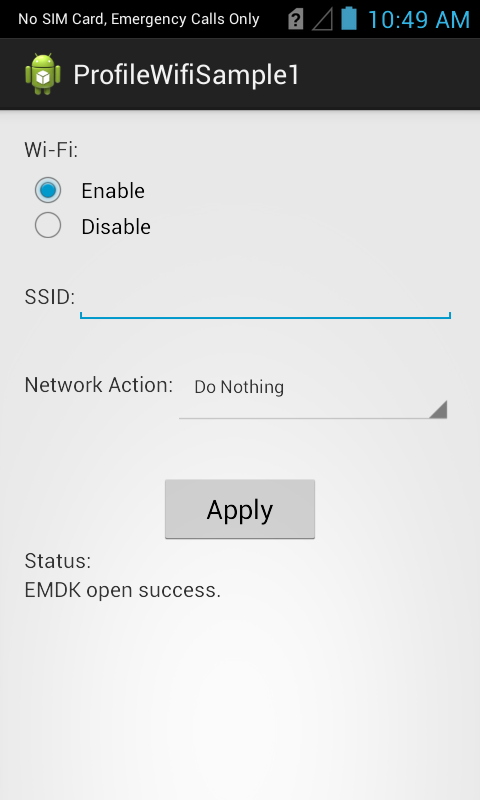 No SIM Card, Emergency Calls Only 10:49 AM
ProfileWifiSample1
Wi-Fi:
Enable
Disable
SSID:
Network Action: Do Nothing
Apply
Status:
EMDK open success.